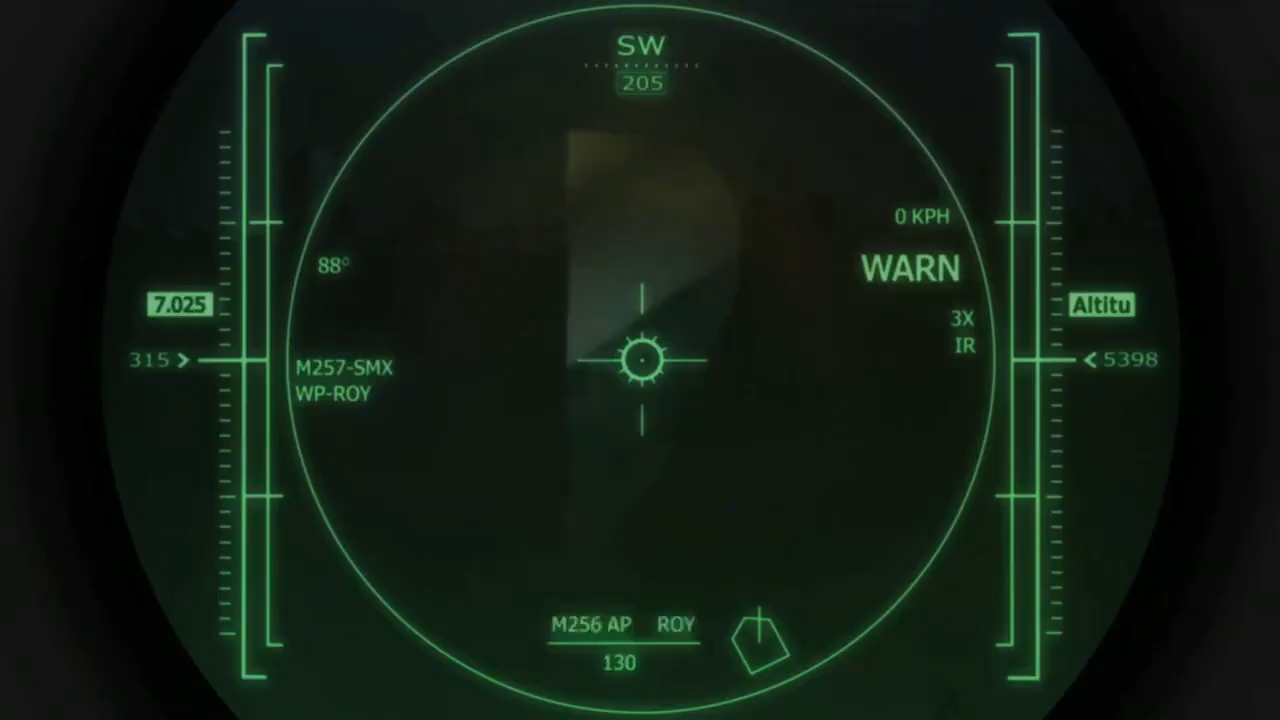 SW
205
0 KPH
88°
WARN
7.025
Altitu
3X
IR
315
5398
M257-SMX
WP-ROY
M256 AP ROY
130